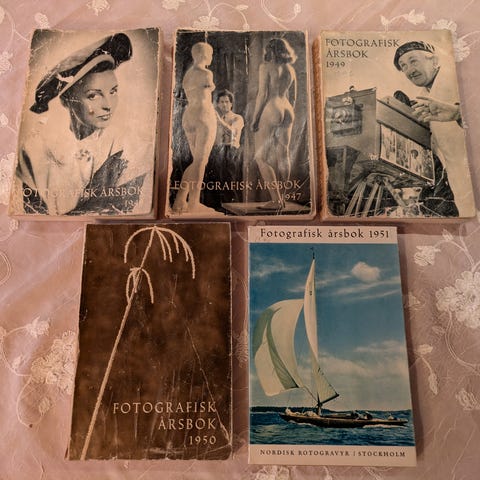 FOTOGRAFISK ÅRSBOK
FOTOGRAFISK ÅRSBOK
1947
FOTOGRAFISK
ÅRSBOK
1949
FOTOGRAFISK
ÅRSBOK
1950
Fotografisk årsbok 1951
NORDISK ROTOGRAVYR / STOCKHOLM